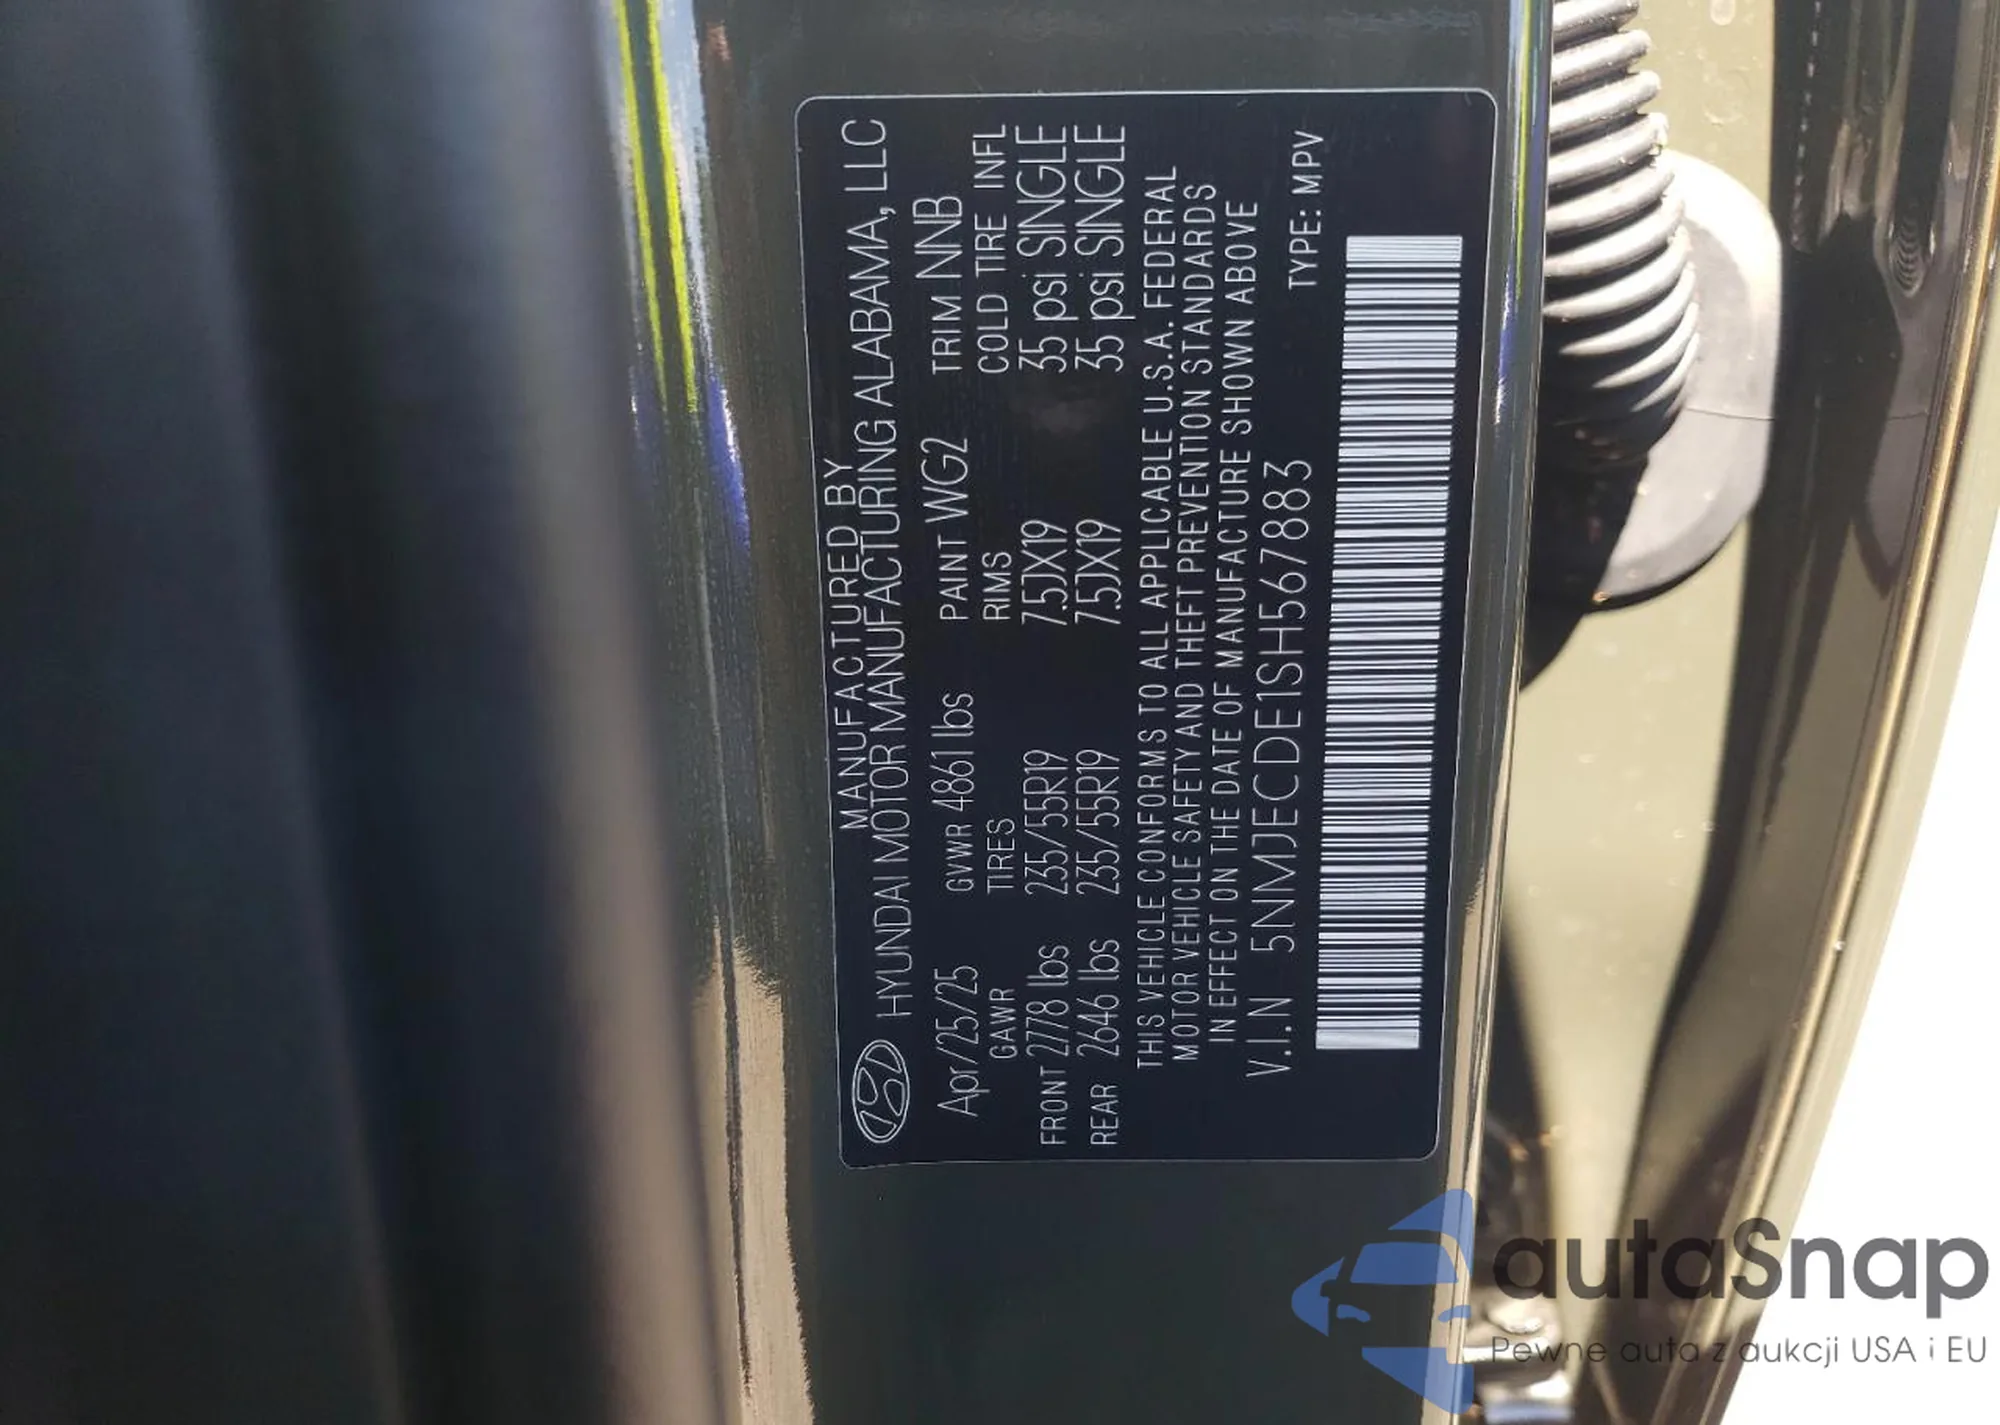 MANUFACTURED BY
HYUNDAI MOTOR MANUFACTURING ALABAMA, LLC
Apr/25/25 GVWR 4861 lbs PAINT WG2 TRIM NNB
GAWR TIRES RIMS COLD TIRE INFL
FRONT 2778 lbs 235/55R19 7.5JX19 35 psi SINGLE
REAR 2646 lbs 235/55R19 7.5JX19 35 psi SINGLE
THIS VEHICLE CONFORMS TO ALL APPLICABLE U.S.A. FEDERAL
MOTOR VEHICLE SAFETY AND THEFT PREVENTION STANDARDS
IN EFFECT ON THE DATE OF MANUFACTURE SHOWN ABOVE
V.I.N 5NMJECDE1SH567883 TYPE: MPV
autaSnap
Pewne auta z aukcji USA i EU